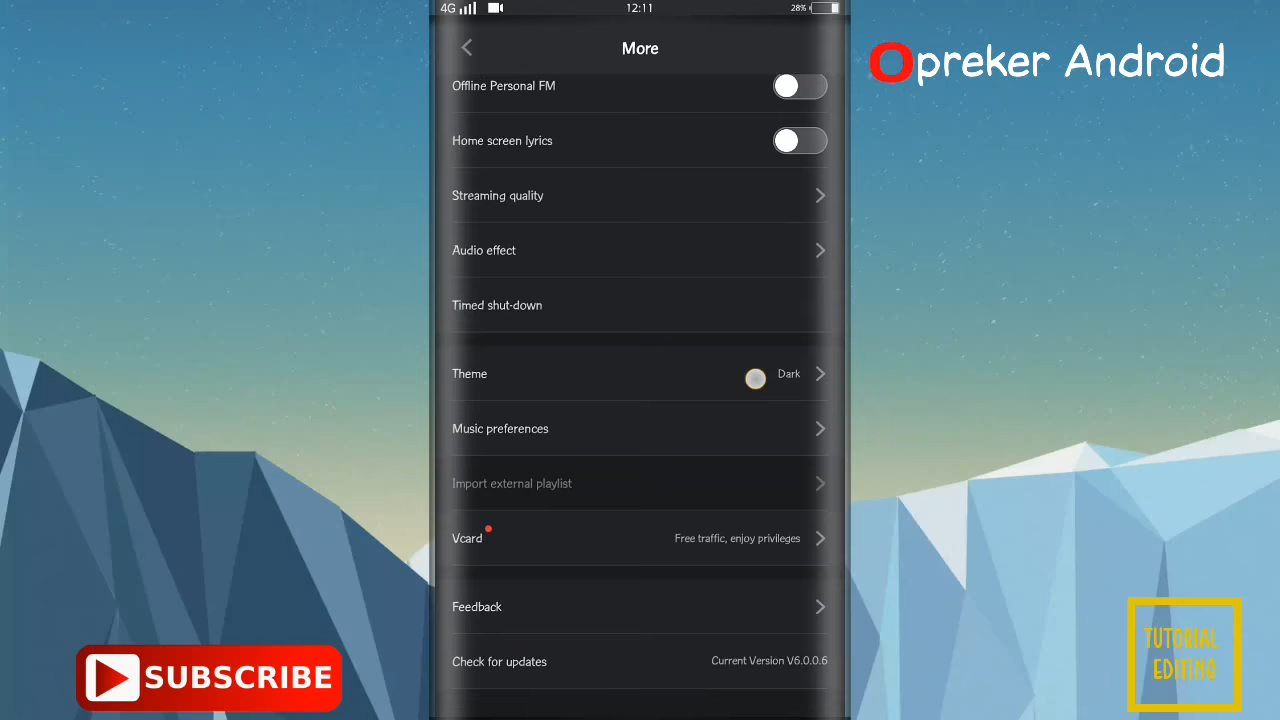 4G 12:11 28%
More
Opreker Android
Offline Personal FM
Home screen lyrics
Streaming quality
Audio effect
Timed shut-down
Theme Dark
Music preferences
Import external playlist
Vcard Free traffic, enjoy privileges
Feedback
Check for updates Current Version V6.0.0.6
SUBSCRIBE
TUTORIAL
EDITING